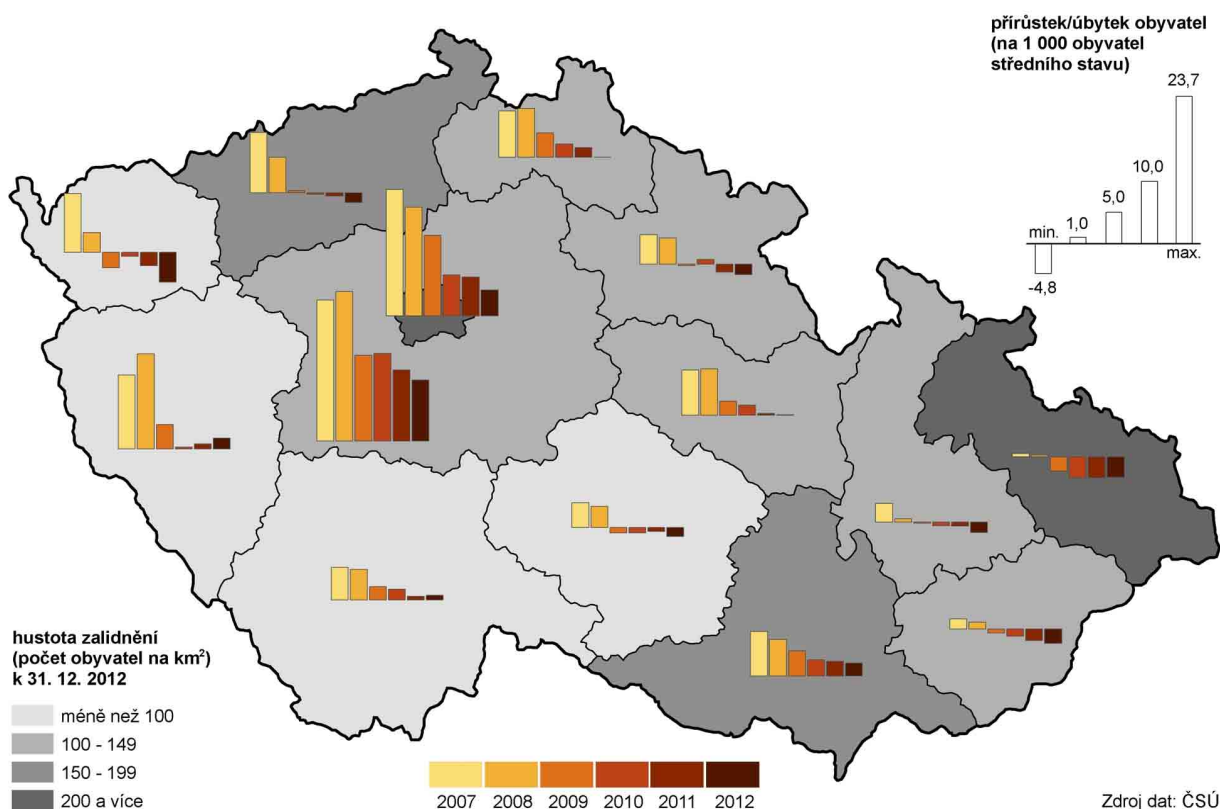 přírůstek/úbytek obyvatel
(na 1 000 obyvatel
středního stavu)
23,7
10,0
5,0
1,0
min.
max.
-4,8
hustota zalidnění
(počet obyvatel na km²)
k 31. 12. 2012
méně než 100
100 - 149
150 - 199
200 a více
2007 2008 2009 2010 2011 2012
Zdroj dat: ČSÚ